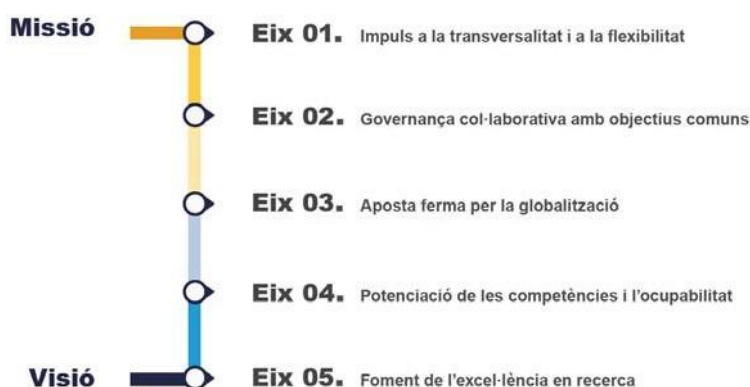 Missió Eix 01. Impuls a la transversalitat i a la flexibilitat
Eix 02. Governança col·laborativa amb objectius comuns
Eix 03. Aposta ferma per la globalització
Eix 04. Potenciació de les competències i l'ocupabilitat
Visió Eix 05. Foment de l'excel·lència en recerca